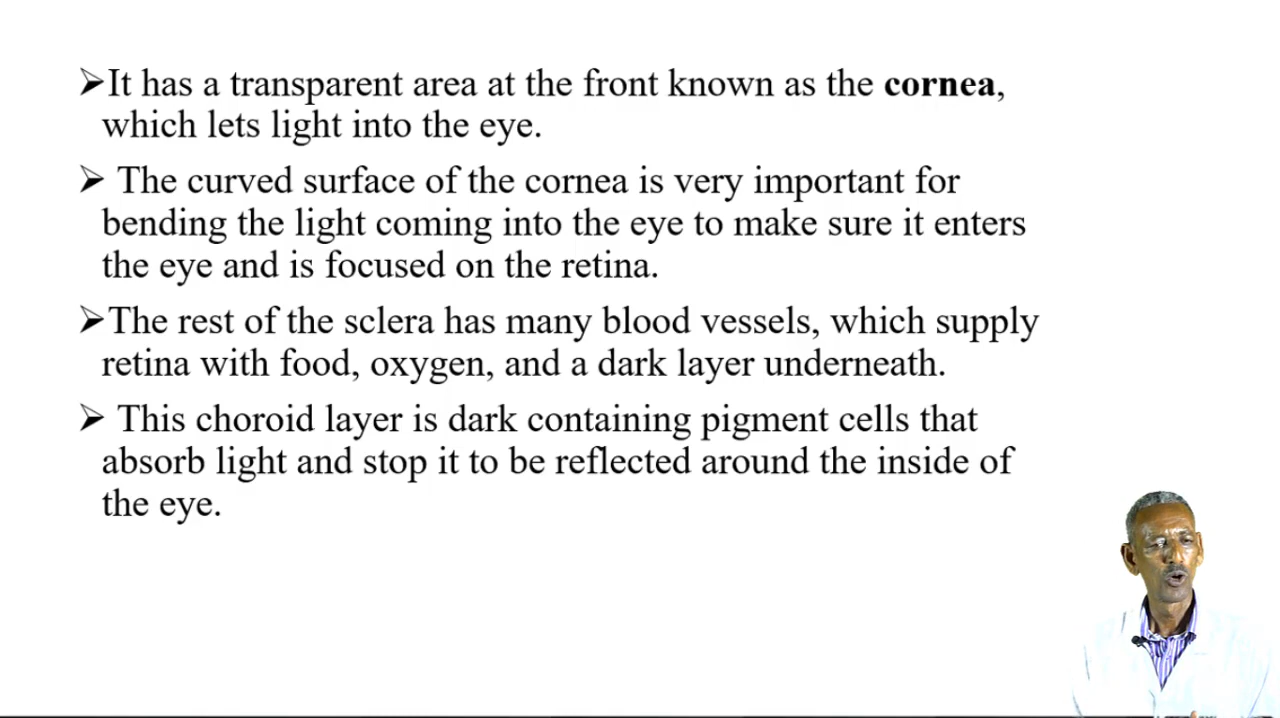 ➢It has a transparent area at the front known as the cornea,
which lets light into the eye.
➢ The curved surface of the cornea is very important for
bending the light coming into the eye to make sure it enters
the eye and is focused on the retina.
➢The rest of the sclera has many blood vessels, which supply
retina with food, oxygen, and a dark layer underneath.
➢ This choroid layer is dark containing pigment cells that
absorb light and stop it to be reflected around the inside of
the eye.